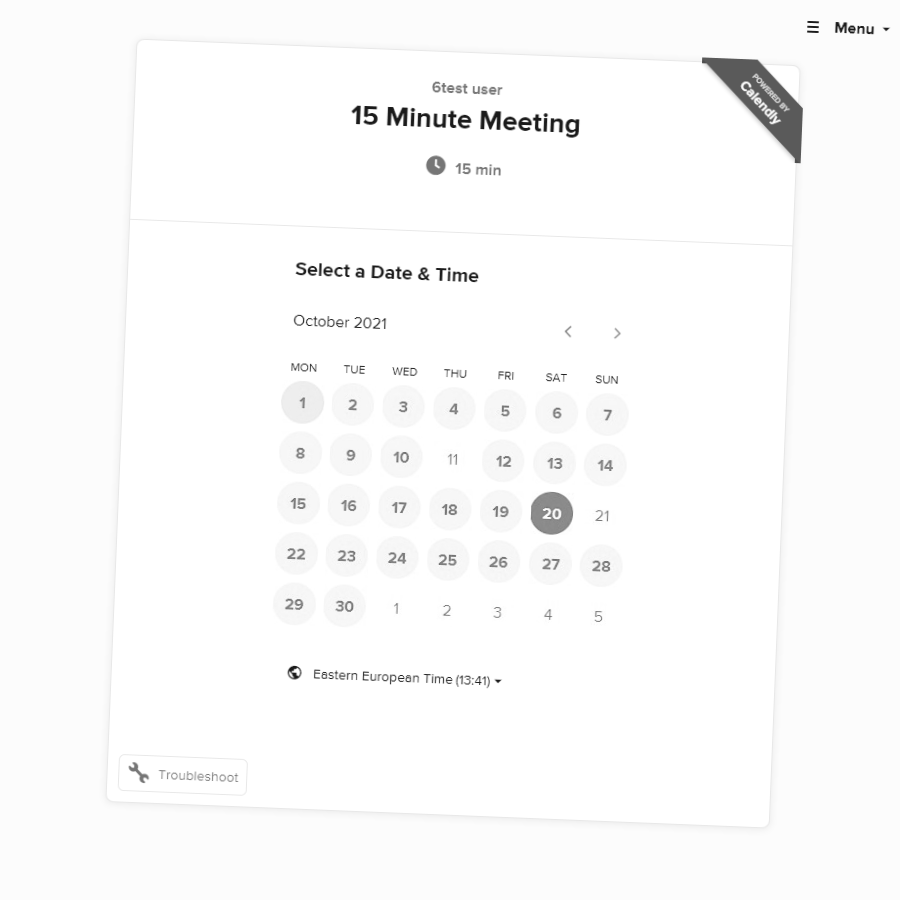 Menu
POWERED BY
Calendly
6test user
15 Minute Meeting
15 min
Select a Date & Time
October 2021
MON TUE WED THU FRI SAT SUN
1 2 3 4 5 6 7
8 9 10 11 12 13 14
15 16 17 18 19 20 21
22 23 24 25 26 27 28
29 30 1 2 3 4 5
Eastern European Time (13:41)
Troubleshoot